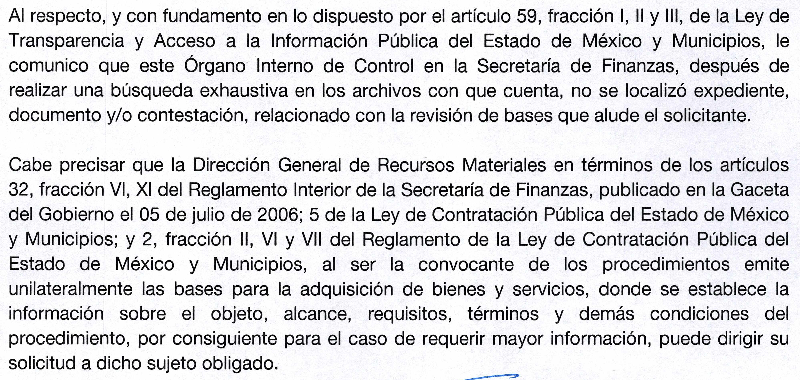 Al respecto, y con fundamento en lo dispuesto por el artículo 59, fracción I, II y III, de la Ley de
Transparencia y Acceso a la Información Pública del Estado de México y Municipios, le
comunico que este Órgano Interno de Control en la Secretaría de Finanzas, después de
realizar una búsqueda exhaustiva en los archivos con que cuenta, no se localizó expediente,
documento y/o contestación, relacionado con la revisión de bases que alude el solicitante.

Cabe precisar que la Dirección General de Recursos Materiales en términos de los artículos
32, fracción VI, XI del Reglamento Interior de la Secretaría de Finanzas, publicado en la Gaceta
del Gobierno el 05 de julio de 2006; 5 de la Ley de Contratación Pública del Estado de México
y Municipios; y 2, fracción II, VI y VII del Reglamento de la Ley de Contratación Pública del
Estado de México y Municipios, al ser la convocante de los procedimientos emite
unilateralmente las bases para la adquisición de bienes y servicios, donde se establece la
información sobre el objeto, alcance, requisitos, términos y demás condiciones del
procedimiento, por consiguiente para el caso de requerir mayor información, puede dirigir su
solicitud a dicho sujeto obligado.